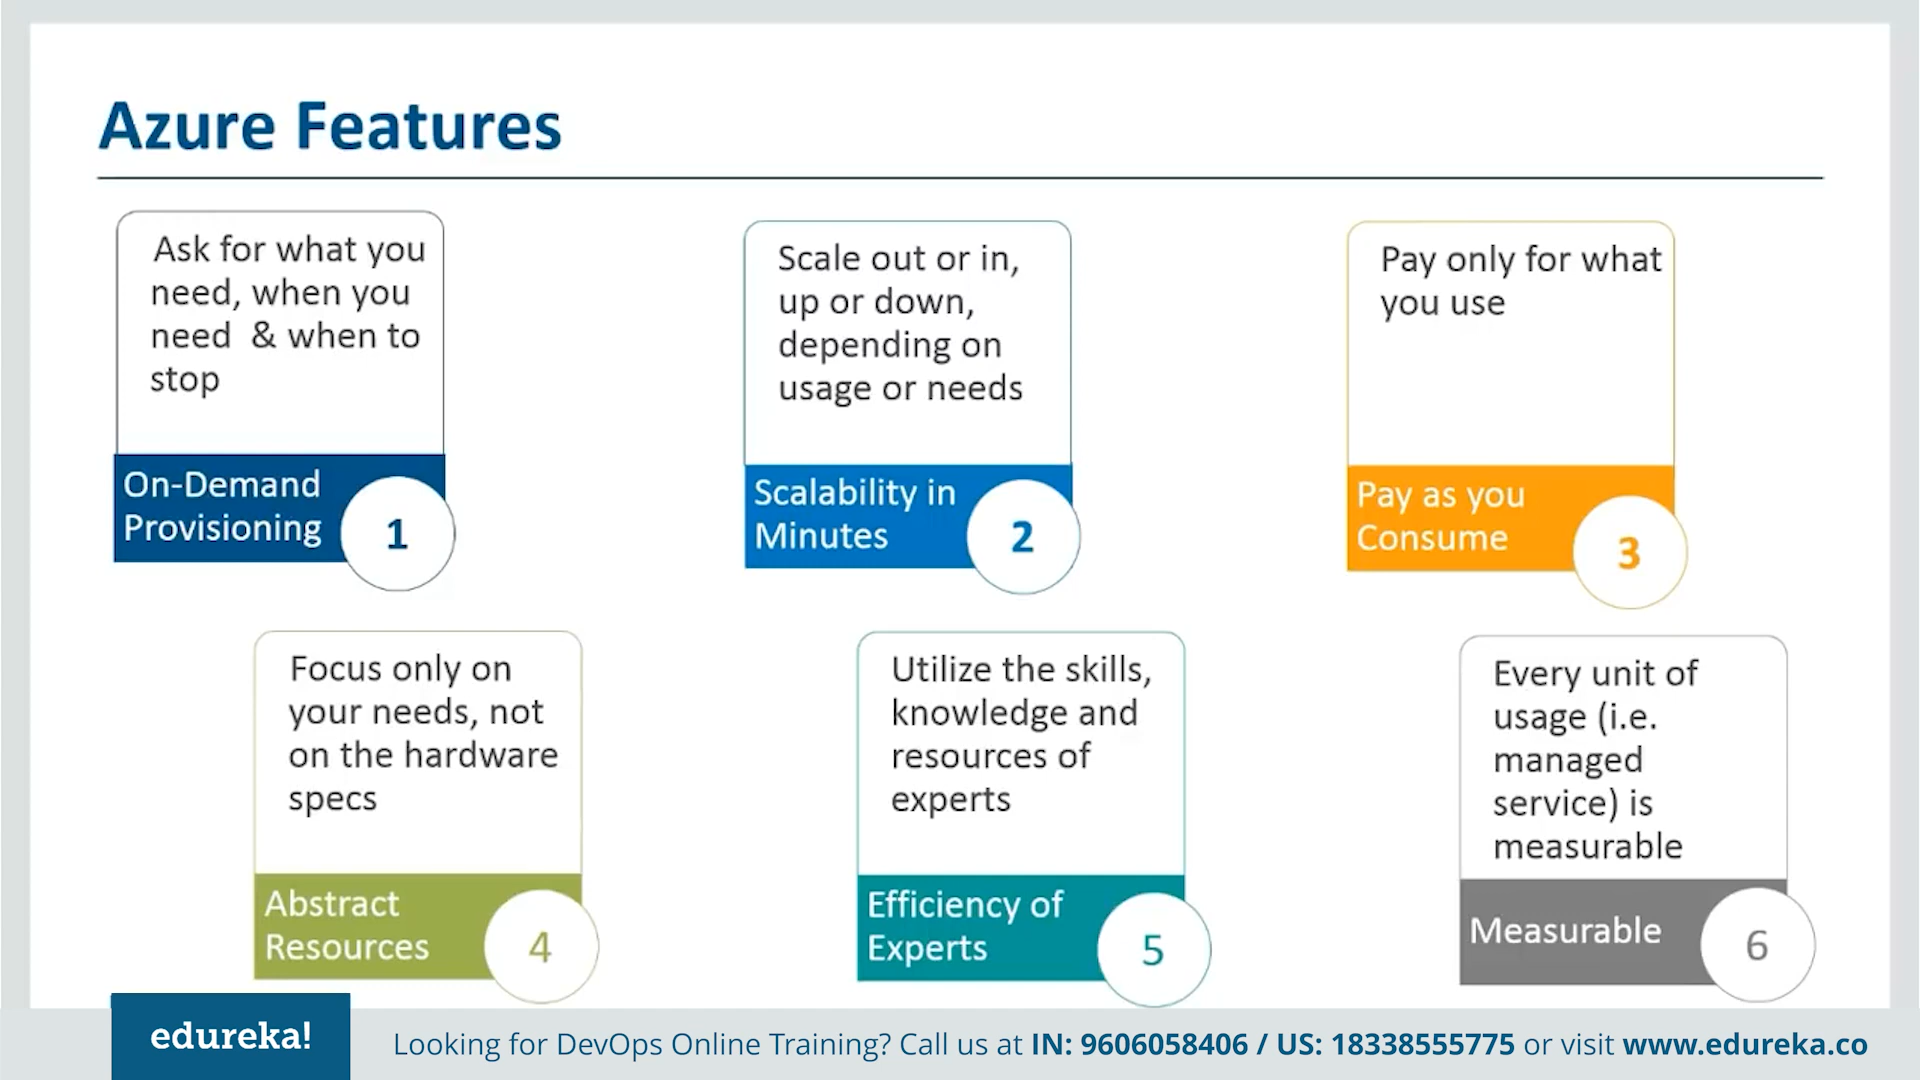 Azure Features
Ask for what you
need, when you
need & when to
stop
On-Demand
Provisioning
1
Scale out or in,
up or down,
depending on
usage or needs
Scalability in
Minutes
2
Pay only for what
you use
Pay as you
Consume
3
Focus only on
your needs, not
on the hardware
specs
Abstract
Resources
4
Utilize the skills,
knowledge and
resources of
experts
Efficiency of
Experts
5
Every unit of
usage (i.e.
managed
service) is
measurable
Measurable
6
edureka!
Looking for DevOps Online Training? Call us at IN: 9606058406 / US: 18338555775 or visit www.edureka.co